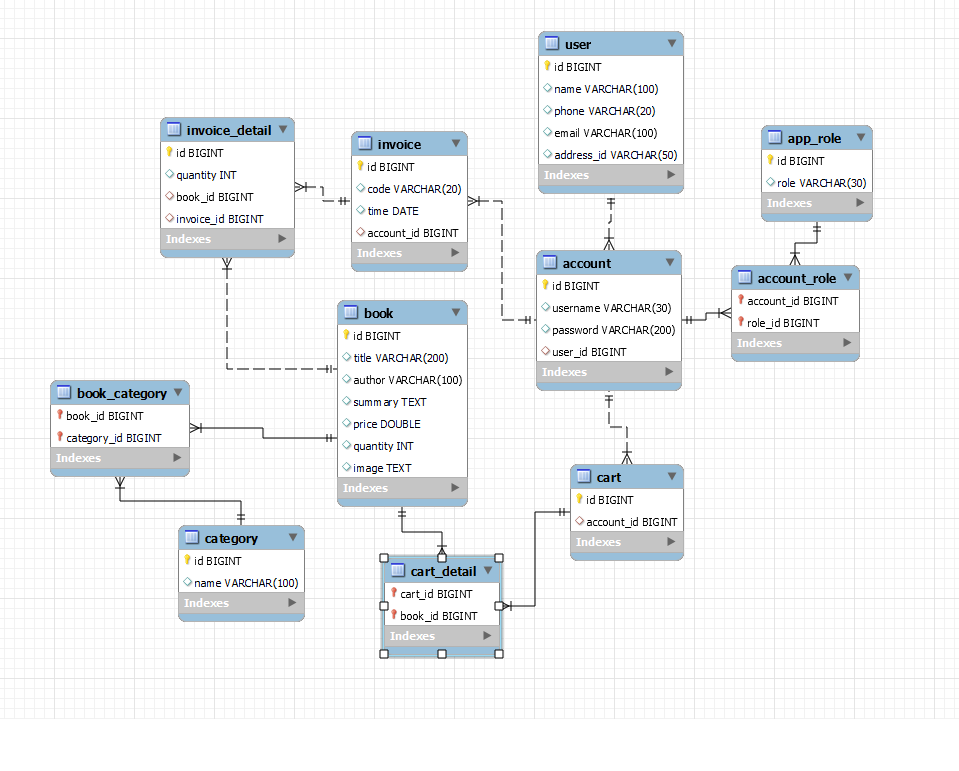 user
id BIGINT
name VARCHAR(100)
phone VARCHAR(20)
email VARCHAR(100)
address_id VARCHAR(50)
Indexes
invoice_detail
id BIGINT
quantity INT
book_id BIGINT
invoice_id BIGINT
Indexes
invoice
id BIGINT
code VARCHAR(20)
time DATE
account_id BIGINT
Indexes
app_role
id BIGINT
role VARCHAR(30)
Indexes
account
id BIGINT
username VARCHAR(30)
password VARCHAR(200)
user_id BIGINT
Indexes
account_role
account_id BIGINT
role_id BIGINT
Indexes
book
id BIGINT
title VARCHAR(200)
author VARCHAR(100)
summary TEXT
price DOUBLE
quantity INT
image TEXT
Indexes
book_category
book_id BIGINT
category_id BIGINT
Indexes
cart
id BIGINT
account_id BIGINT
Indexes
category
id BIGINT
name VARCHAR(100)
Indexes
cart_detail
cart_id BIGINT
book_id BIGINT
Indexes